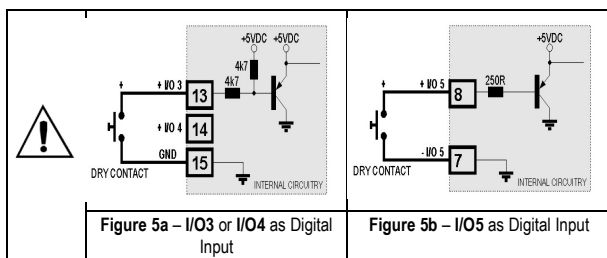 +5VDC +5VDC
4k7
4k7
+ + I/O 3 13
+ I/O 4 14
GND 15
DRY CONTACT
INTERNAL CIRCUITRY
Figure 5a – I/O3 or I/O4 as Digital
Input
+5VDC
250R
+ + I/O 5 8
- I/O 5 7
DRY CONTACT
INTERNAL CIRCUITRY
Figure 5b – I/O5 as Digital Input